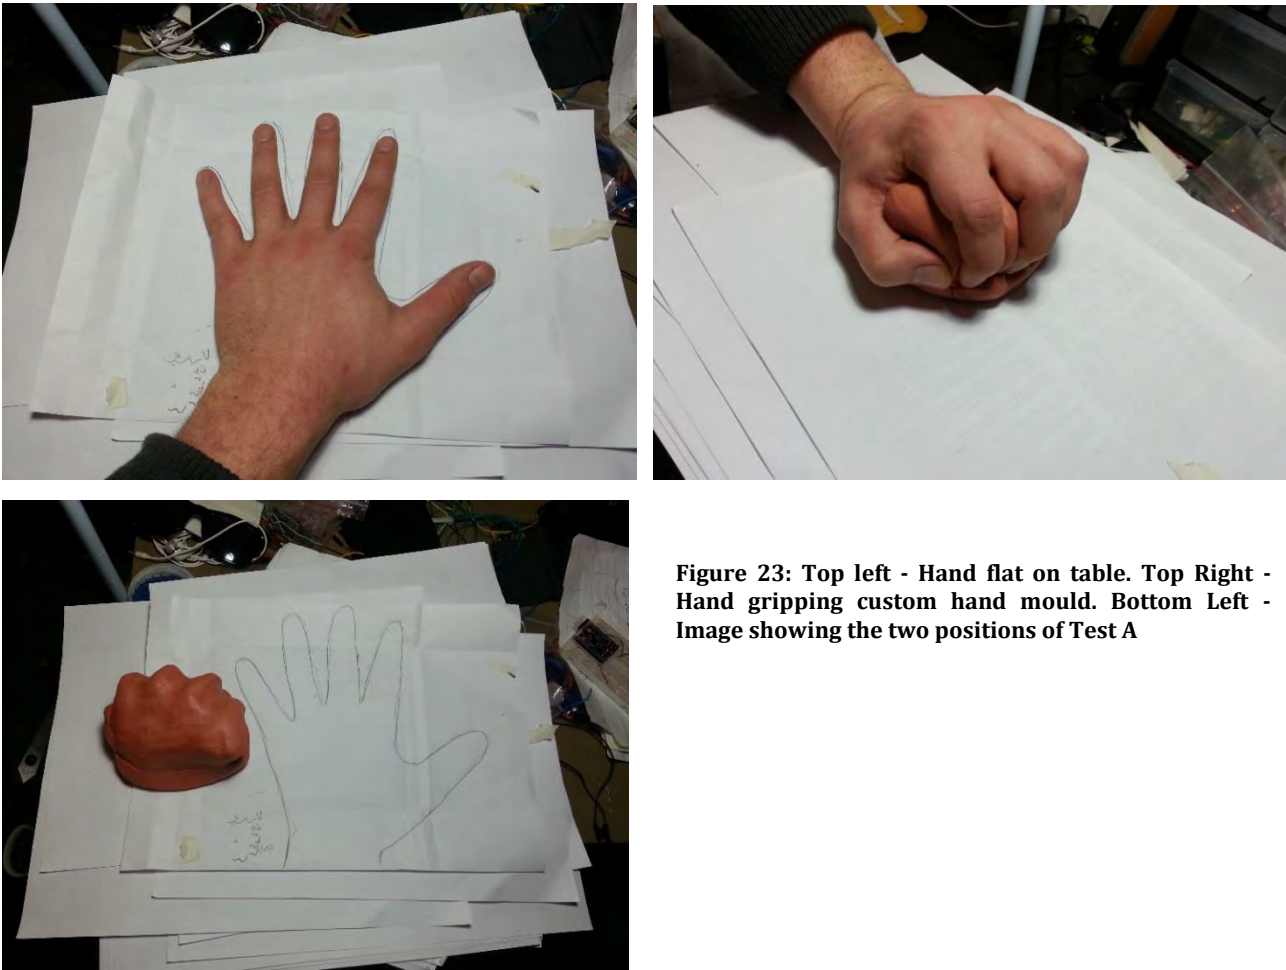 Figure 23: Top left - Hand flat on table. Top Right -
Hand gripping custom hand mould. Bottom Left -
Image showing the two positions of Test A